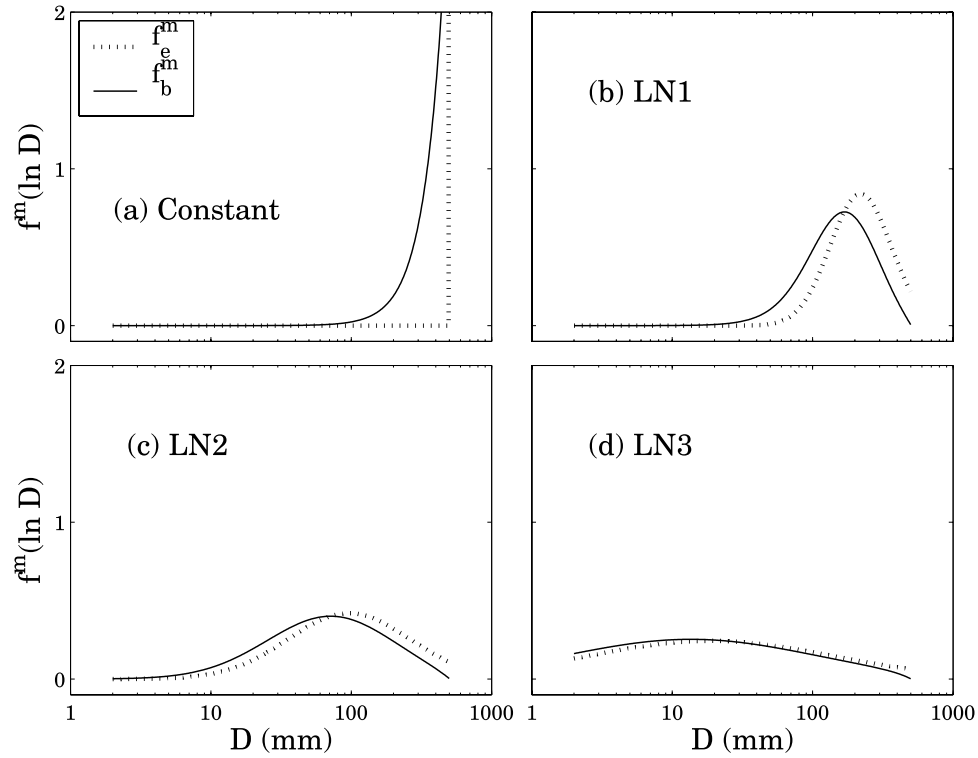 2
1
0
f^m(ln D)
f_e^m
f_b^m
(a) Constant
(b) LN1
2
1
0
f^m(ln D)
(c) LN2
(d) LN3
1 10 100 1000
D (mm)
1 10 100 1000
D (mm)